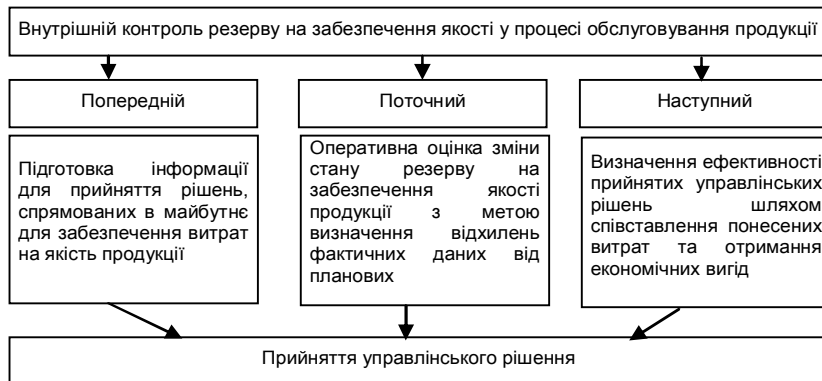 Внутрішній контроль резерву на забезпечення якості у процесі обслуговування продукції
Попередній
Поточний
Наступний
Підготовка інформації
для прийняття рішень,
спрямованих в майбутнє
для забезпечення витрат
на якість продукції
Оперативна оцінка зміни
стану резерву на
забезпечення якості
продукції з метою
визначення відхилень
фактичних даних від
планових
Визначення ефективності
прийнятих управлінських
рішень шляхом
співставлення понесених
витрат та отримання
економічних вигід
Прийняття управлінського рішення